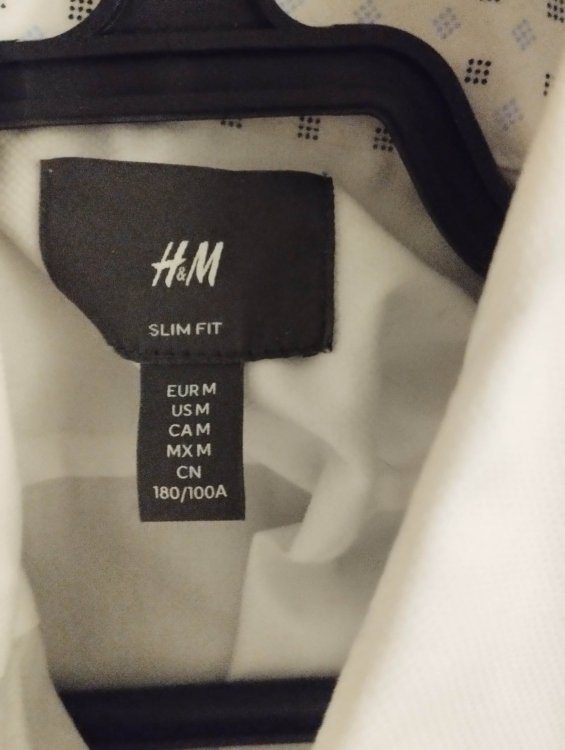 H&M
SLIM FIT
EUR M
US M
CA M
MX M
CN
180/100A